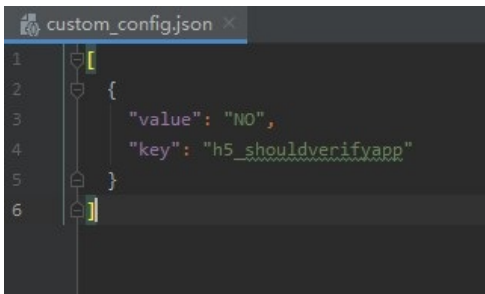 custom_config.json
1 [
2 {
3 "value": "NO",
4 "key": "h5_shouldverifyapp"
5 }
6 ]